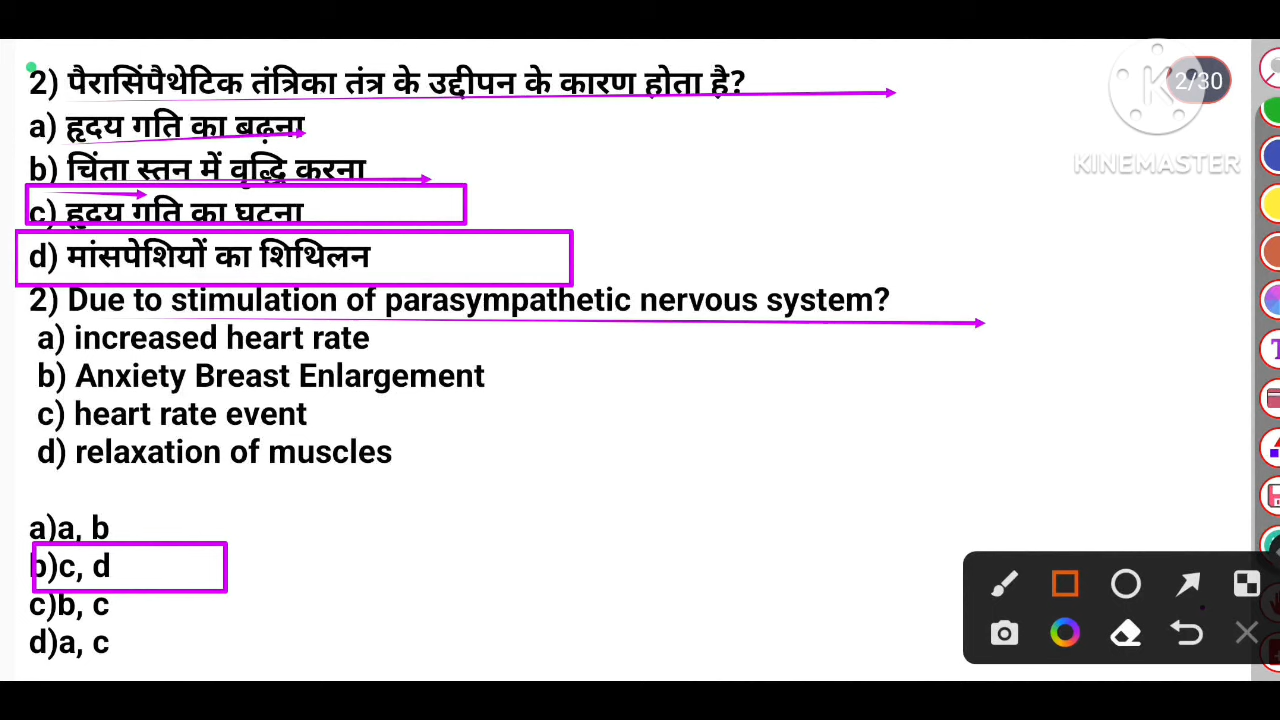 2) पैरासिंपैथेटिक तंत्रिका तंत्र के उद्दीपन के कारण होता है?
a) हृदय गति का बढ़ना
b) चिंता स्तन में वृद्धि करना
c) हृदय गति का घटना
d) मांसपेशियों का शिथिलन
2) Due to stimulation of parasympathetic nervous system?
a) increased heart rate
b) Anxiety Breast Enlargement
c) heart rate event
d) relaxation of muscles
a)a, b
b)c, d
c)b, c
d)a, c
2/30
K
KINEMASTER